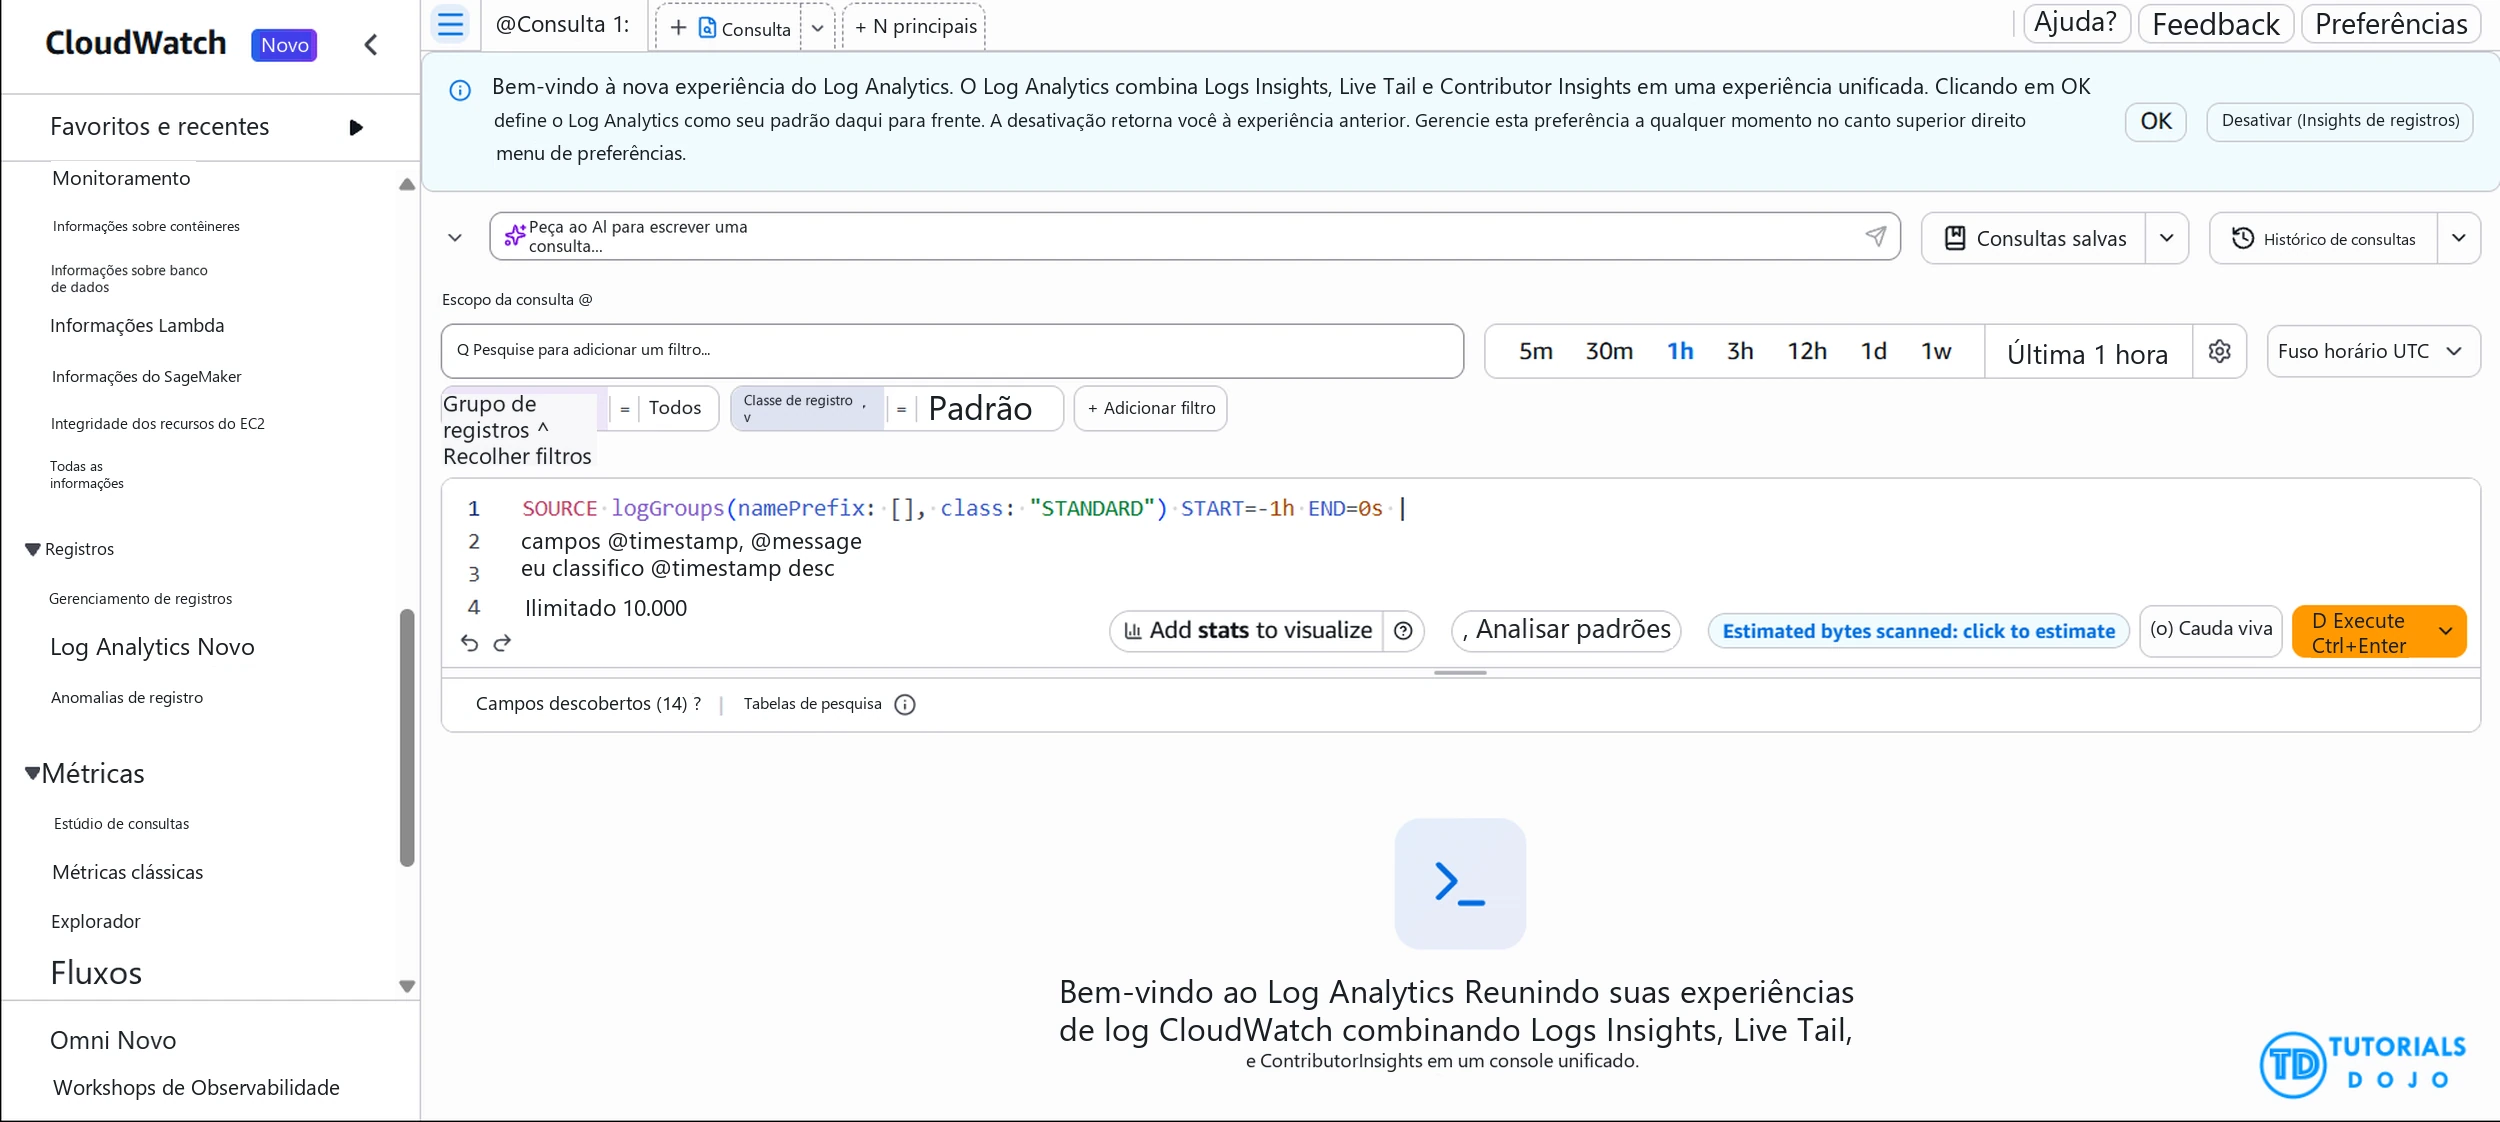 CloudWatch Novo
Favoritos e recentes
Monitoramento
Informações sobre contêineres
Informações sobre banco
de dados
Informações Lambda
Informações do SageMaker
Integridade dos recursos do EC2
Todas as
informações
Registros
Gerenciamento de registros
Log Analytics Novo
Anomalias de registro
Métricas
Estúdio de consultas
Métricas clássicas
Explorador
Fluxos
Omni Novo
Workshops de Observabilidade
@Consulta 1:
+ Consulta
+ N principais
Ajuda?
Feedback
Preferências
Bem-vindo à nova experiência do Log Analytics. O Log Analytics combina Logs Insights, Live Tail e Contributor Insights em uma experiência unificada. Clicando em OK
define o Log Analytics como seu padrão daqui para frente. A desativação retorna você à experiência anterior. Gerencie esta preferência a qualquer momento no canto superior direito
menu de preferências.
OK
Desativar (Insights de registros)
Peça ao Al para escrever uma
consulta...
Consultas salvas
Histórico de consultas
Escopo da consulta @
Q Pesquise para adicionar um filtro...
5m 30m 1h 3h 12h 1d 1w
Última 1 hora
Fuso horário UTC
Grupo de
registros ^
Recolher filtros
= Todos
Classe de registro ,
v
= Padrão
+ Adicionar filtro
1 SOURCE logGroups(namePrefix: [], class: "STANDARD") START=-1h END=0s
2 campos @timestamp, @message
3 eu classifico @timestamp desc
4 Ilimitado 10.000
Add stats to visualize
, Analisar padrões
Estimated bytes scanned: click to estimate
(o) Cauda viva
D Execute
Ctrl+Enter
Campos descobertos (14) ?
Tabelas de pesquisa
Bem-vindo ao Log Analytics Reunindo suas experiências
de log CloudWatch combinando Logs Insights, Live Tail,
e ContributorInsights em um console unificado.
TD TUTORIALS
DOJO